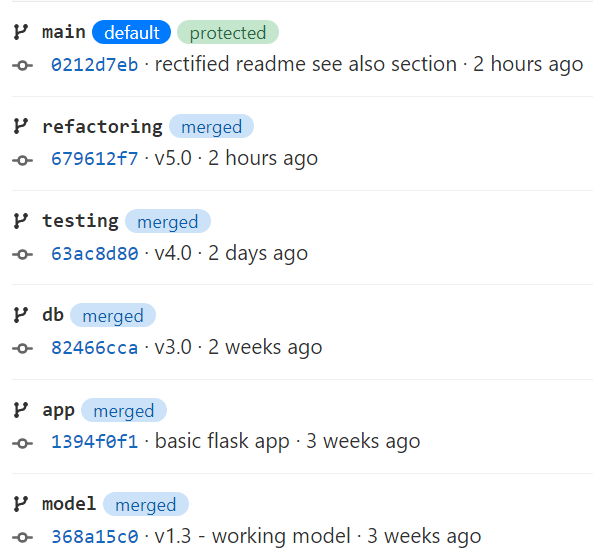 main default protected
0212d7eb · rectified readme see also section · 2 hours ago
refactoring merged
679612f7 · v5.0 · 2 hours ago
testing merged
63ac8d80 · v4.0 · 2 days ago
db merged
82466cca · v3.0 · 2 weeks ago
app merged
1394f0f1 · basic flask app · 3 weeks ago
model merged
368a15c0 · v1.3 - working model · 3 weeks ago